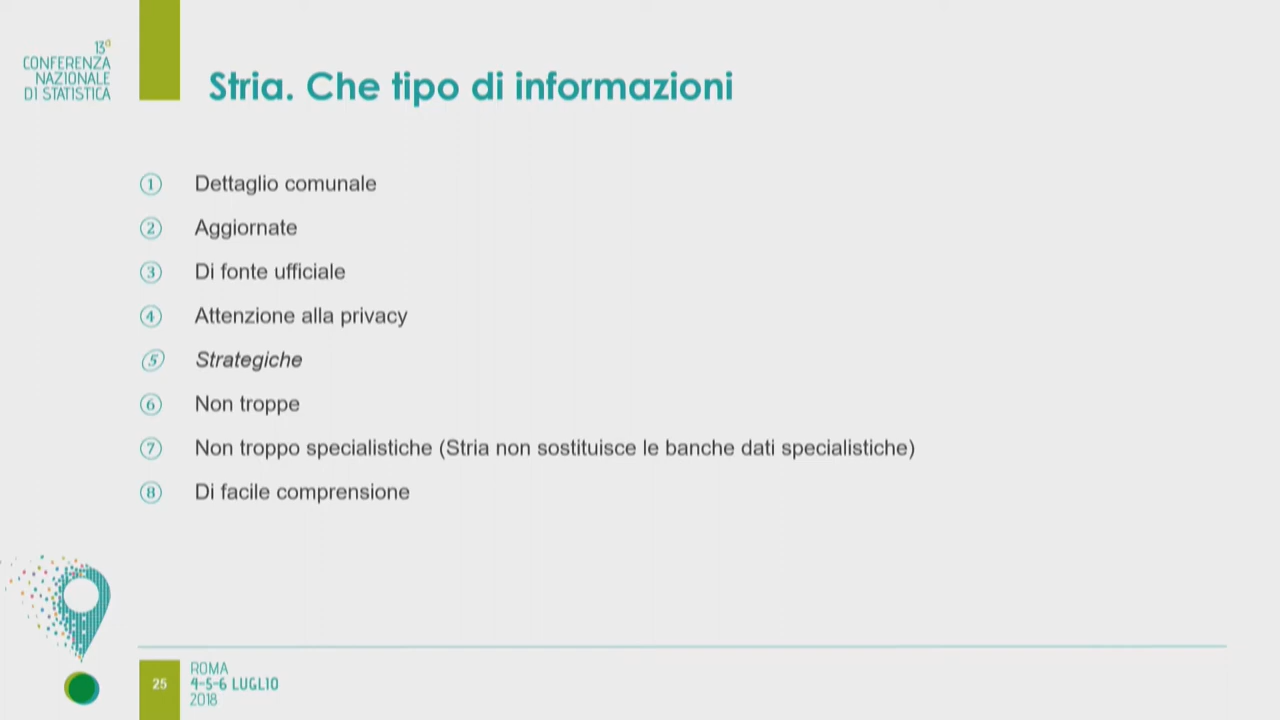 13ª
CONFERENZA
NAZIONALE
DI STATISTICA
Stria. Che tipo di informazioni
① Dettaglio comunale
② Aggiornate
③ Di fonte ufficiale
④ Attenzione alla privacy
⑤ Strategiche
⑥ Non troppe
⑦ Non troppo specialistiche (Stria non sostituisce le banche dati specialistiche)
⑧ Di facile comprensione
25
ROMA
4-5-6 LUGLIO
2018